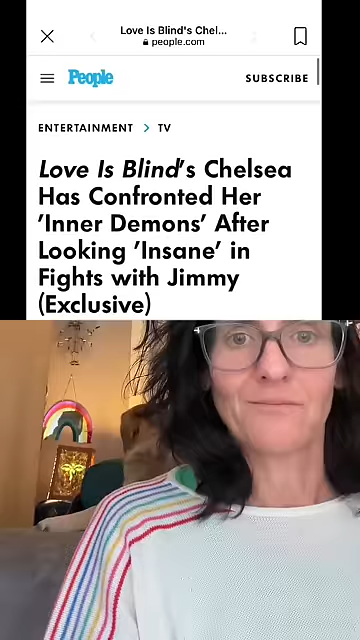 Love Is Blind's Chel...
people.com
People
SUBSCRIBE
ENTERTAINMENT > TV
Love Is Blind's Chelsea
Has Confronted Her
'Inner Demons' After
Looking 'Insane' in
Fights with Jimmy
(Exclusive)